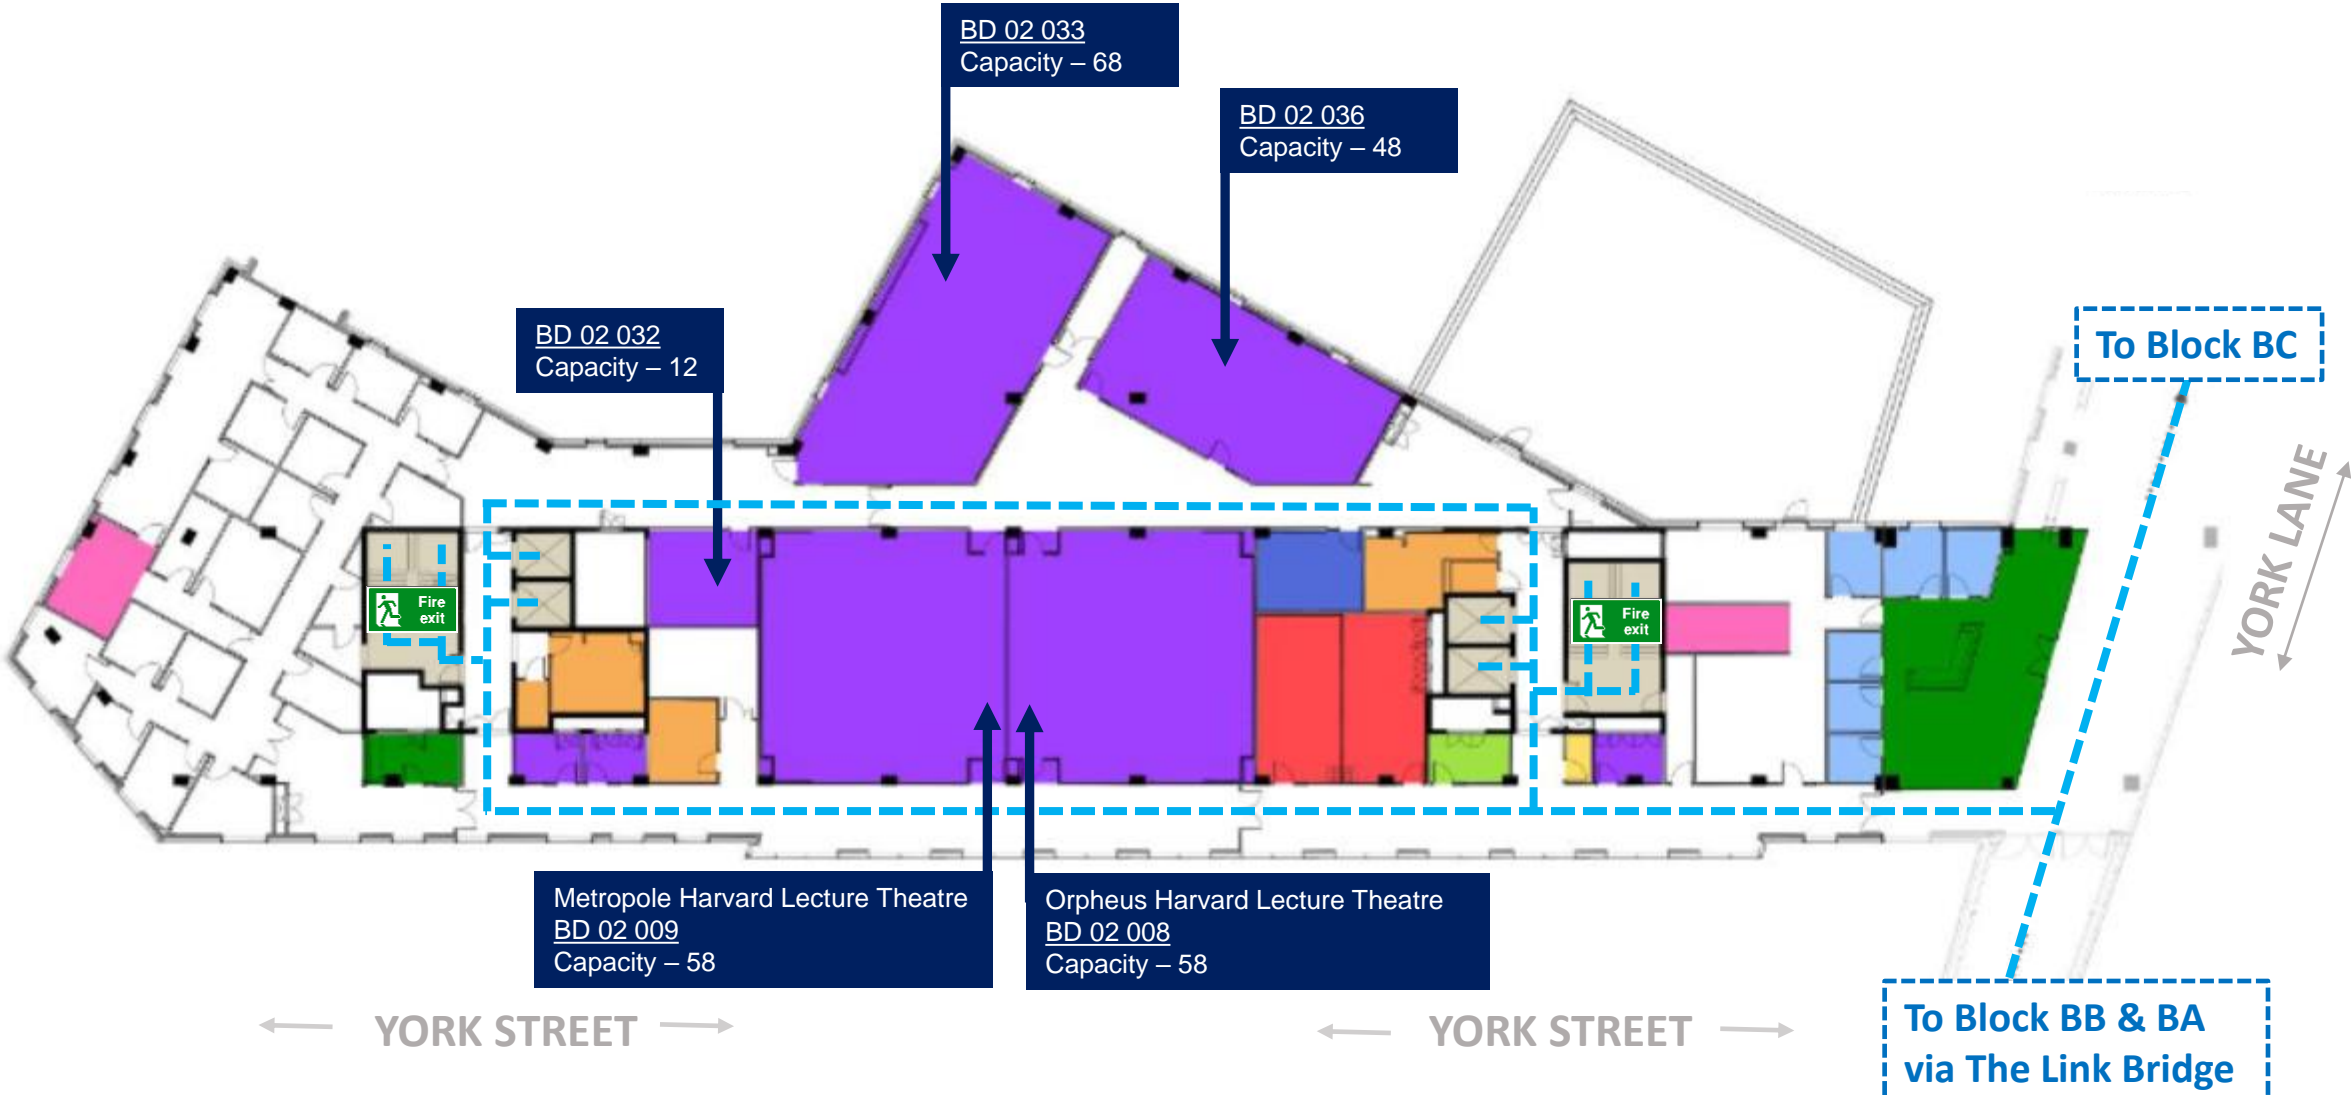 BD 02 033
Capacity – 68
BD 02 036
Capacity – 48
BD 02 032
Capacity – 12
To Block BC
YORK LANE
Fire
exit
Fire
exit
Metropole Harvard Lecture Theatre
BD 02 009
Capacity – 58
Orpheus Harvard Lecture Theatre
BD 02 008
Capacity – 58
YORK STREET
YORK STREET
To Block BB & BA
via The Link Bridge